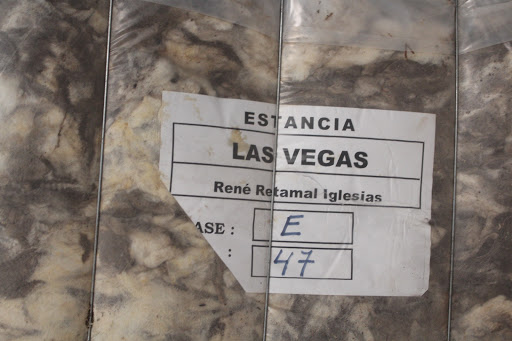 ESTANCIA
LAS VEGAS
René Retamal Iglesias
ASE : E
: 47